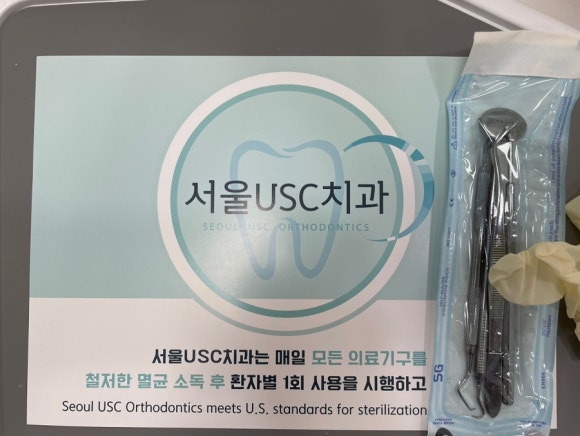 서울USC치과
SEOUL USC ORTHODONTICS
서울USC치과는 매일 모든 의료기구를
철저한 멸균 소독 후 환자별 1회 사용을 시행하고
Seoul USC Orthodontics meets U.S. standards for sterilization
SG